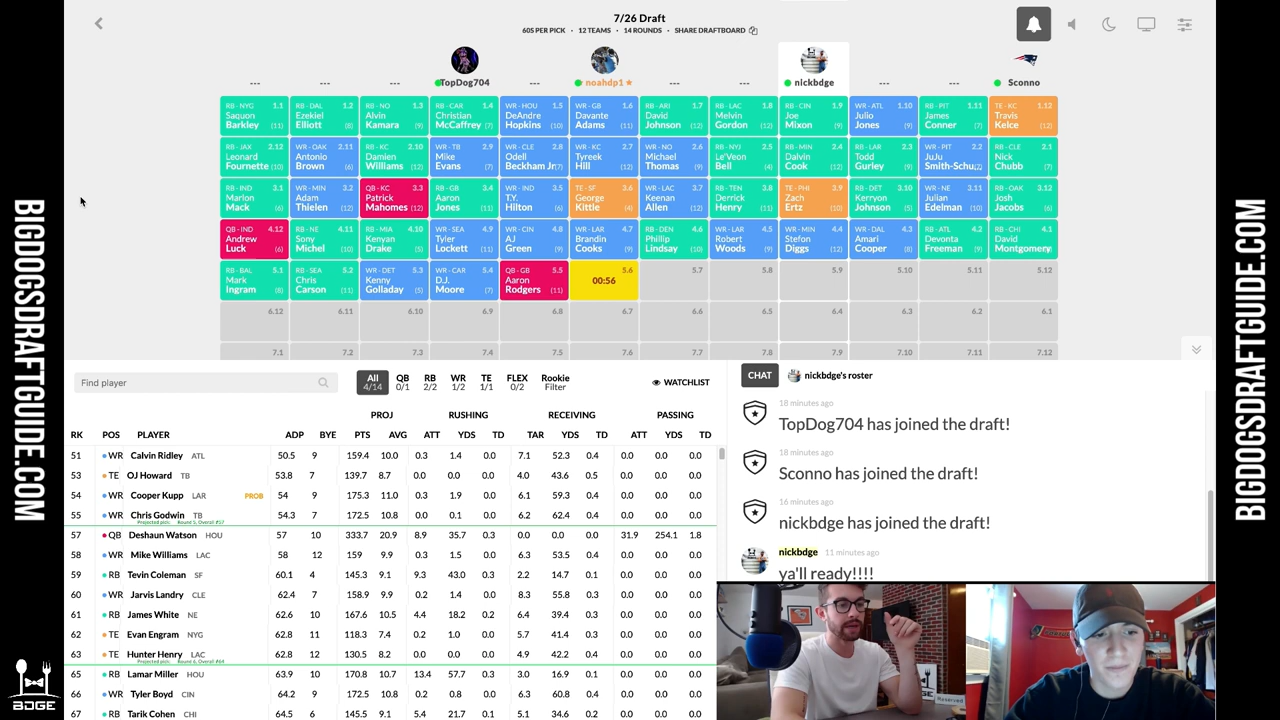 7/26 Draft
60S PER PICK · 12 TEAMS · 14 ROUNDS · SHARE DRAFTBOARD
--- --- --- TopDog704 --- noahdp1 --- --- nickbdge --- --- Sconno
RB - NYG 1.1 RB - DAL 1.2 RB - NO 1.3 RB - CAR 1.4 WR - HOU 1.5 WR - GB 1.6 RB - ARI 1.7 RB - LAC 1.8 RB - CIN 1.9 WR - ATL 1.10 RB - PIT 1.11 TE - KC 1.12
Saquon Ezekiel Alvin Christian DeAndre Davante David Melvin Joe Julio James Travis
Barkley (11) Elliott (8) Kamara (9) McCaffrey (7) Hopkins (10) Adams (11) Johnson (12) Gordon (12) Mixon (9) Jones (9) Conner (7) Kelce (12)
RB - JAX 2.12 WR - OAK 2.11 RB - KC 2.10 WR - TB 2.9 WR - CLE 2.8 WR - KC 2.7 WR - NO 2.6 RB - NYJ 2.5 RB - MIN 2.4 RB - LAR 2.3 WR - PIT 2.2 RB - CLE 2.1
Leonard Antonio Damien Mike Odell Tyreek Michael Le'Veon Dalvin Todd JuJu Nick
Fournette (10) Brown (6) Williams (12) Evans (7) Beckham Jr. (7) Hill (12) Thomas (9) Bell (4) Cook (12) Gurley (9) Smith-Schu... Chubb (7)
RB - IND 3.1 WR - MIN 3.2 QB - KC 3.3 RB - GB 3.4 WR - IND 3.5 TE - SF 3.6 WR - LAC 3.7 RB - TEN 3.8 TE - PHI 3.9 RB - DET 3.10 WR - NE 3.11 RB - OAK 3.12
Marlon Adam Patrick Aaron T.Y. George Keenan Derrick Zach Kerryon Julian Josh
Mack (6) Thielen (12) Mahomes (12) Jones (11) Hilton (6) Kittle (4) Allen (12) Henry (11) Ertz (10) Johnson (5) Edelman (10) Jacobs (6)
QB - IND 4.12 RB - NE 4.11 RB - MIA 4.10 WR - SEA 4.9 WR - CIN 4.8 WR - LAR 4.7 RB - DEN 4.6 WR - LAR 4.5 WR - MIN 4.4 WR - DAL 4.3 RB - ATL 4.2 RB - CHI 4.1
Andrew Sony Kenyan Tyler AJ Brandin Phillip Robert Stefon Amari Devonta David
Luck (6) Michel (10) Drake (5) Lockett (11) Green (9) Cooks (9) Lindsay (10) Woods (9) Diggs (12) Cooper (8) Freeman (9) Montgomery
RB - BAL 5.1 RB - SEA 5.2 WR - DET 5.3 WR - CAR 5.4 QB - GB 5.5 5.6 5.7 5.8 5.9 5.10 5.11 5.12
Mark Chris Kenny D.J. Aaron 00:56
Ingram (8) Carson (11) Golladay (5) Moore (7) Rodgers (11)
6.12 6.11 6.10 6.9 6.8 6.7 6.6 6.5 6.4 6.3 6.2 6.1
7.1 7.2 7.3 7.4 7.5 7.6 7.7 7.8 7.9 7.10 7.11 7.12
Find player
All QB RB WR TE FLEX Rookie
4/14 0/1 2/2 1/2 1/1 0/2 Filter
WATCHLIST
PROJ RUSHING RECEIVING PASSING
RK POS PLAYER ADP BYE PTS AVG ATT YDS TD TAR YDS TD ATT YDS TD
51 WR Calvin Ridley ATL 50.5 9 159.4 10.0 0.3 1.4 0.0 7.1 52.3 0.4 0.0 0.0 0.0
53 TE OJ Howard TB 53.8 7 139.7 8.7 0.0 0.0 0.0 4.0 43.6 0.5 0.0 0.0 0.0
54 WR Cooper Kupp LAR PROB 54 9 175.3 11.0 0.3 1.9 0.0 6.1 59.3 0.4 0.0 0.0 0.0
55 WR Chris Godwin TB 54.3 7 172.5 10.8 0.0 0.1 0.0 6.2 62.4 0.4 0.0 0.0 0.0
Projected pick: Round 5, Overall #57
57 QB Deshaun Watson HOU 57 10 333.7 20.9 8.9 35.7 0.3 0.0 0.0 0.0 31.9 254.1 1.8
58 WR Mike Williams LAC 58 12 159 9.9 0.3 1.5 0.0 6.3 53.5 0.4 0.0 0.0 0.0
59 RB Tevin Coleman SF 60.1 4 145.3 9.1 9.3 43.0 0.3 2.2 14.7 0.1 0.0 0.0 0.0
60 WR Jarvis Landry CLE 62.4 7 158.9 9.9 0.2 1.4 0.0 8.3 55.8 0.3 0.0 0.0 0.0
61 RB James White NE 62.6 10 167.6 10.5 4.4 18.2 0.2 6.4 39.4 0.3 0.0 0.0 0.0
62 TE Evan Engram NYG 62.8 11 118.3 7.4 0.2 1.0 0.0 5.7 41.4 0.3 0.0 0.0 0.0
63 TE Hunter Henry LAC 62.8 12 8.2 0.0 0.0 0.0 4.9 42.2 0.4 0.0 0.0 0.0
Projected pick: Round 6, Overall #64
65 RB Lamar Miller HOU 63.9 10 170.8 10.7 13.4 57.7 0.3 3.0 16.9 0.1 0.0 0.0 0.0
66 WR Tyler Boyd CIN 64.2 9 172.5 10.8 0.2 0.8 0.0 6.3 60.8 0.4 0.0 0.0 0.0
67 RB Tarik Cohen CHI 64.5 6 145.5 9.1 5.4 21.7 0.1 5.1 34.6 0.2 0.0 0.0 0.0
CHAT nickbdge's roster
18 minutes ago
TopDog704 has joined the draft!
18 minutes ago
Sconno has joined the draft!
16 minutes ago
nickbdge has joined the draft!
nickbdge 11 minutes ago
ya'll ready!!!!
BIGDOGSDRAFTGUIDE.COM
BIGDOGSDRAFTGUIDE.COM
BDGE
Reserved